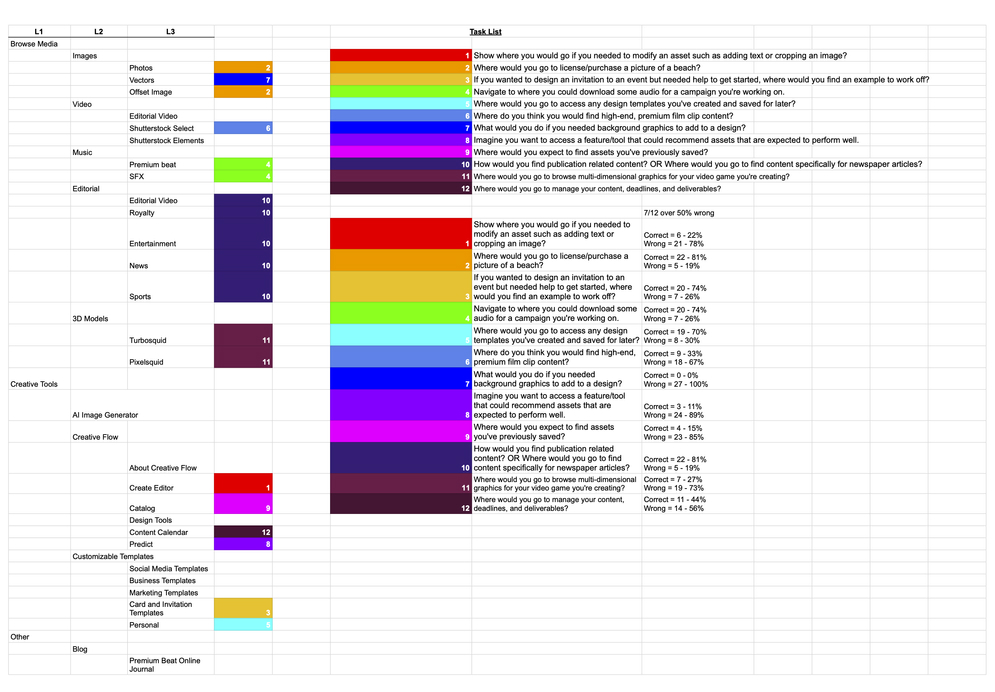 L1 L2 L3 Task List
Browse Media
Images 1 Show where you would go if you needed to modify an asset such as adding text or cropping an image?
Photos 2 2 Where would you go to license/purchase a picture of a beach?
Vectors 7 3 If you wanted to design an invitation to an event but needed help to get started, where would you find an example to work off?
Offset Image 2 4 Navigate to where you could download some audio for a campaign you're working on.
Video 5 Where would you go to access any design templates you've created and saved for later?
Editorial Video 6 Where do you think you would find high-end, premium film clip content?
Shutterstock Select 6 7 What would you do if you needed background graphics to add to a design?
Shutterstock Elements 8 Imagine you want to access a feature/tool that could recommend assets that are expected to perform well.
Music 9 Where would you expect to find assets you've previously saved?
Premium beat 4 10 How would you find publication related content? OR Where would you go to find content specifically for newspaper articles?
SFX 4 11 Where would you go to browse multi-dimensional graphics for your video game you're creating?
Editorial 12 Where would you go to manage your content, deadlines, and deliverables?
Editorial Video 10
Royalty 10 7/12 over 50% wrong
Show where you would go if you needed to
modify an asset such as adding text or Correct = 6 - 22%
Entertainment 10 1 cropping an image? Wrong = 21 - 78%
Where would you go to license/purchase a Correct = 22 - 81%
News 10 2 picture of a beach? Wrong = 5 - 19%
If you wanted to design an invitation to an
event but needed help to get started, where Correct = 20 - 74%
Sports 10 3 would you find an example to work off? Wrong = 7 - 26%
Navigate to where you could download some Correct = 20 - 74%
3D Models 4 audio for a campaign you're working on. Wrong = 7 - 26%
Where would you go to access any design Correct = 19 - 70%
Turbosquid 11 5 templates you've created and saved for later? Wrong = 8 - 30%
Where do you think you would find high-end, Correct = 9 - 33%
Pixelsquid 11 6 premium film clip content? Wrong = 18 - 67%
What would you do if you needed Correct = 0 - 0%
Creative Tools 7 background graphics to add to a design? Wrong = 27 - 100%
Imagine you want to access a feature/tool
that could recommend assets that are Correct = 3 - 11%
AI Image Generator 8 expected to perform well. Wrong = 24 - 89%
Where would you expect to find assets Correct = 4 - 15%
Creative Flow 9 you've previously saved? Wrong = 23 - 85%
How would you find publication related
content? OR Where would you go to find Correct = 22 - 81%
About Creative Flow 10 content specifically for newspaper articles? Wrong = 5 - 19%
Where would you go to browse multi-dimensional Correct = 7 - 27%
Create Editor 1 11 graphics for your video game you're creating? Wrong = 19 - 73%
Where would you go to manage your content, Correct = 11 - 44%
Catalog 9 12 deadlines, and deliverables? Wrong = 14 - 56%
Design Tools
Content Calendar 12
Predict 8
Customizable Templates
Social Media Templates
Business Templates
Marketing Templates
Card and Invitation
Templates 3
Personal 5
Other
Blog
Premium Beat Online
Journal